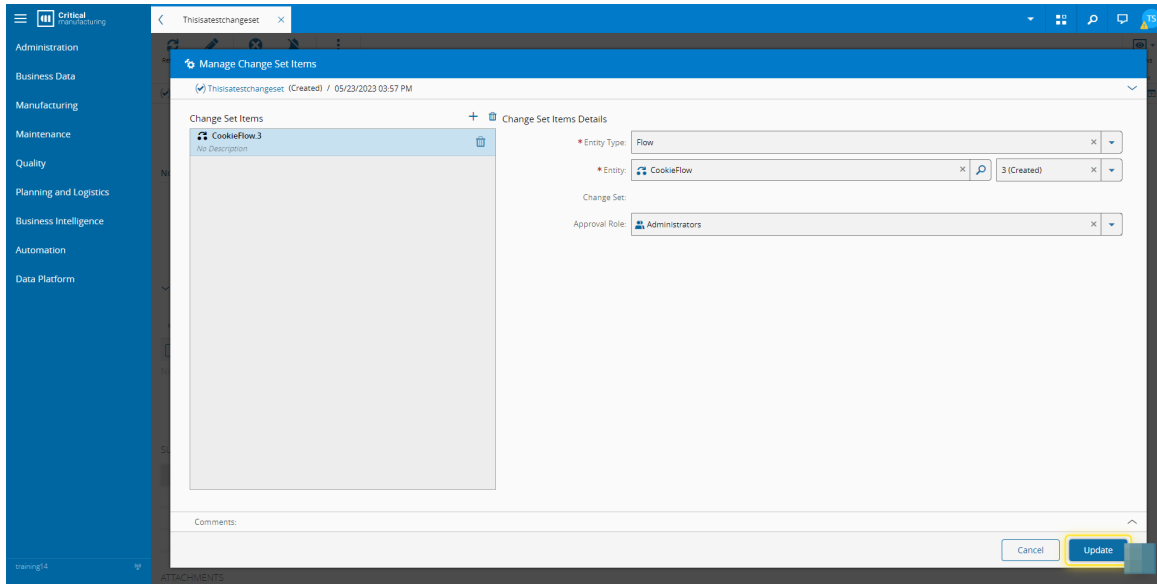 Critical
manufacturing
Thisisatestchangeset
TS
Administration
Business Data
Manufacturing
Maintenance
Quality
Planning and Logistics
Business Intelligence
Automation
Data Platform
training14
Manage Change Set Items
Thisisatestchangeset (Created) / 05/23/2023 03:57 PM
Change Set Items
CookieFlow.3
No Description
Change Set Items Details
* Entity Type: Flow
* Entity: CookieFlow 3 (Created)
Change Set:
Approval Role: Administrators
Comments:
Cancel Update
ATTACHMENTS